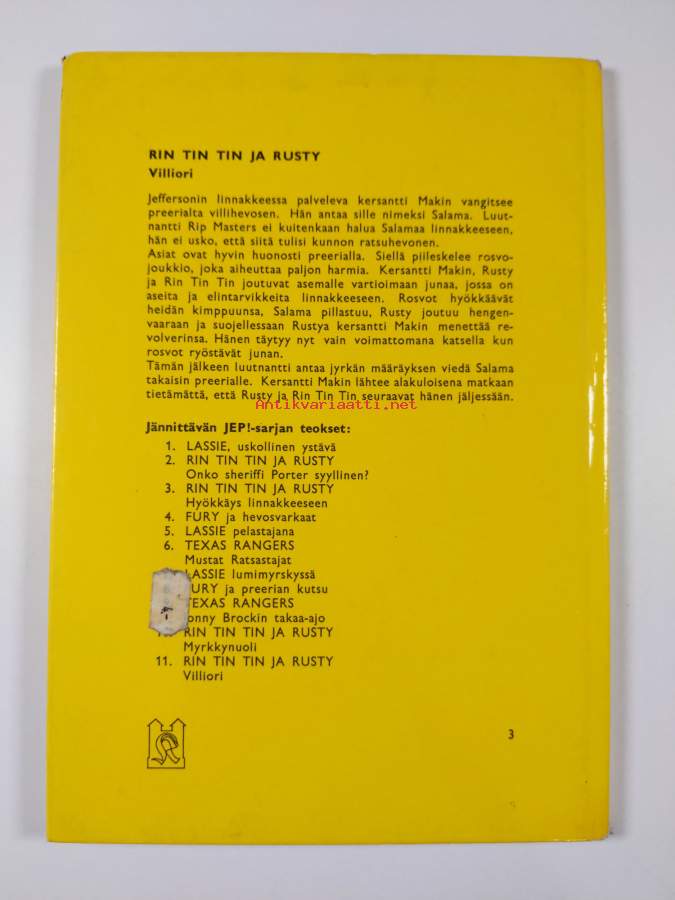 RIN TIN TIN JA RUSTY
Villiori
Jeffersonin linnakkeessa palveleva kersantti Makin vangitsee
preerialta villihevosen. Hän antaa sille nimeksi Salama. Luut-
nantti Rip Masters ei kuitenkaan halua Salamaa linnakkeeseen,
hän ei usko, että siitä tulisi kunnon ratsuhevonen.
Asiat ovat hyvin huonosti preerialla. Siellä piileskelee rosvo-
joukkio, joka aiheuttaa paljon harmia. Kersantti Makin, Rusty
ja Rin Tin Tin joutuvat asemalle vartioimaan junaa, jossa on
aseita ja elintarvikkeita linnakkeeseen. Rosvot hyökkäävät
heidän kimppuunsa, Salama pillastuu, Rusty joutuu hengen-
vaaraan ja suojellessaan Rustya kersantti Makin menettää re-
volverinsa. Hänen täytyy nyt vain voimattomana katsella kun
rosvot ryöstävät junan.
Tämän jälkeen luutnantti antaa jyrkän määräyksen viedä Salama
takaisin preerialle. Kersantti Makin lähtee alakuloisena matkaan
tietämättä, että Rusty ja Rin Tin Tin seuraavat hänen jäljessään.
Antikvariaatti.net
Jännittävän JEP!-sarjan teokset:
1. LASSIE, uskollinen ystävä
2. RIN TIN TIN JA RUSTY
Onko sheriffi Porter syyllinen?
3. RIN TIN TIN JA RUSTY
Hyökkäys linnakkeeseen
4. FURY ja hevosvarkaat
5. LASSIE pelastajana
6. TEXAS RANGERS
Mustat Ratsastajat
LASSIE lumimyrskyssä
URY ja preerian kutsu
TEXAS RANGERS
onny Brockin takaa-ajo
RIN TIN TIN JA RUSTY
Myrkkynuoli
11. RIN TIN TIN JA RUSTY
Villiori
3